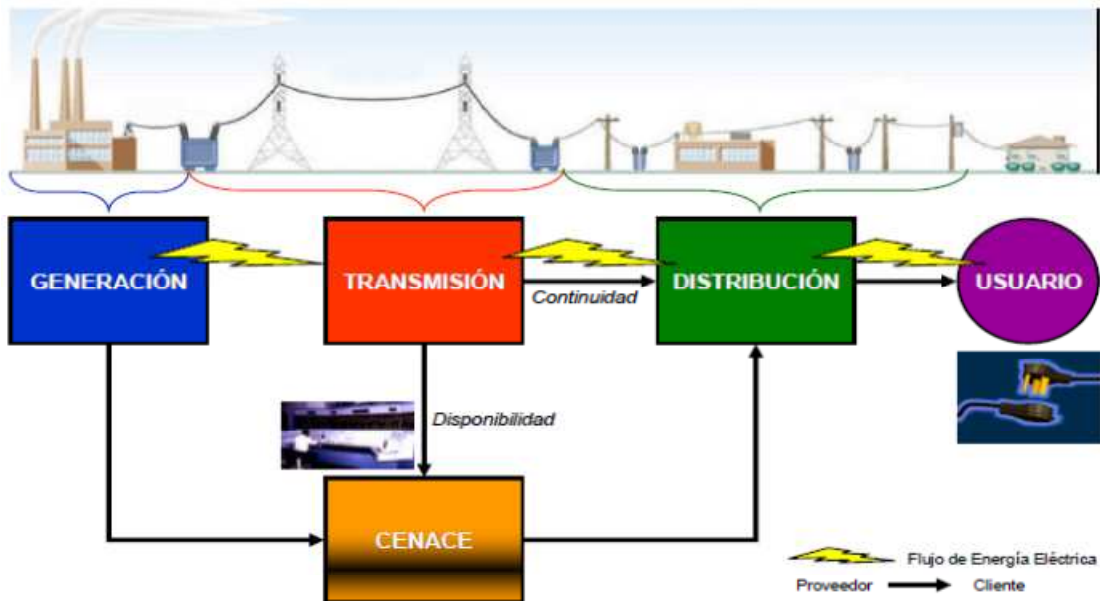 GENERACIÓN
TRANSMISIÓN
DISTRIBUCIÓN
USUARIO
Continuidad
Disponibilidad
CENACE
Flujo de Energía Eléctrica
Proveedor
Cliente